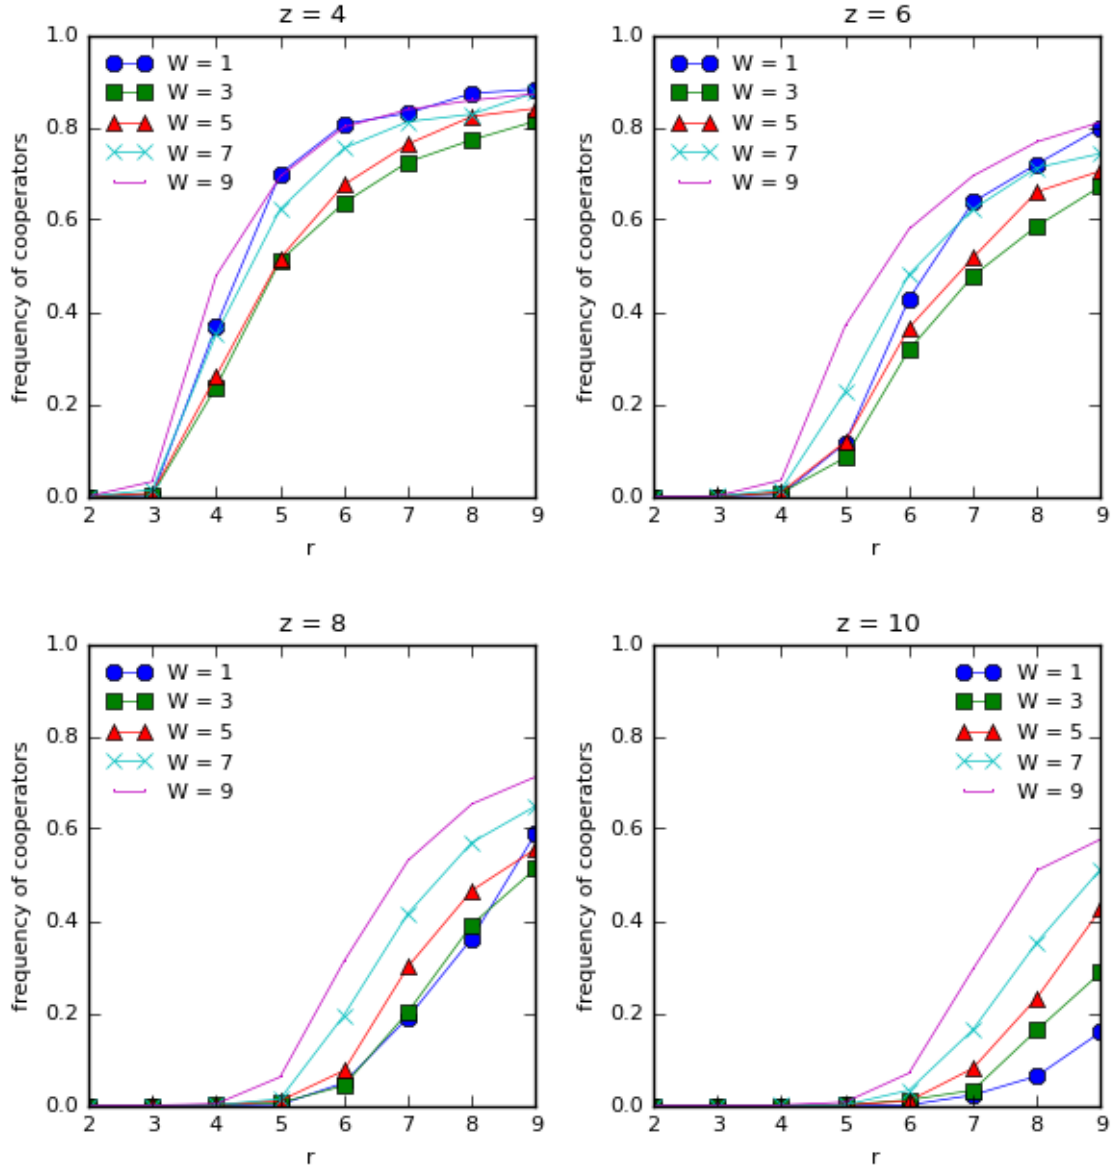 z = 4
1.0
0.8
0.6
0.4
0.2
0.0
frequency of cooperators
W = 1
W = 3
W = 5
W = 7
W = 9
2 3 4 5 6 7 8 9
r
z = 6
1.0
0.8
0.6
0.4
0.2
0.0
frequency of cooperators
W = 1
W = 3
W = 5
W = 7
W = 9
2 3 4 5 6 7 8 9
r
z = 8
1.0
0.8
0.6
0.4
0.2
0.0
frequency of cooperators
W = 1
W = 3
W = 5
W = 7
W = 9
2 3 4 5 6 7 8 9
r
z = 10
1.0
0.8
0.6
0.4
0.2
0.0
frequency of cooperators
W = 1
W = 3
W = 5
W = 7
W = 9
2 3 4 5 6 7 8 9
r